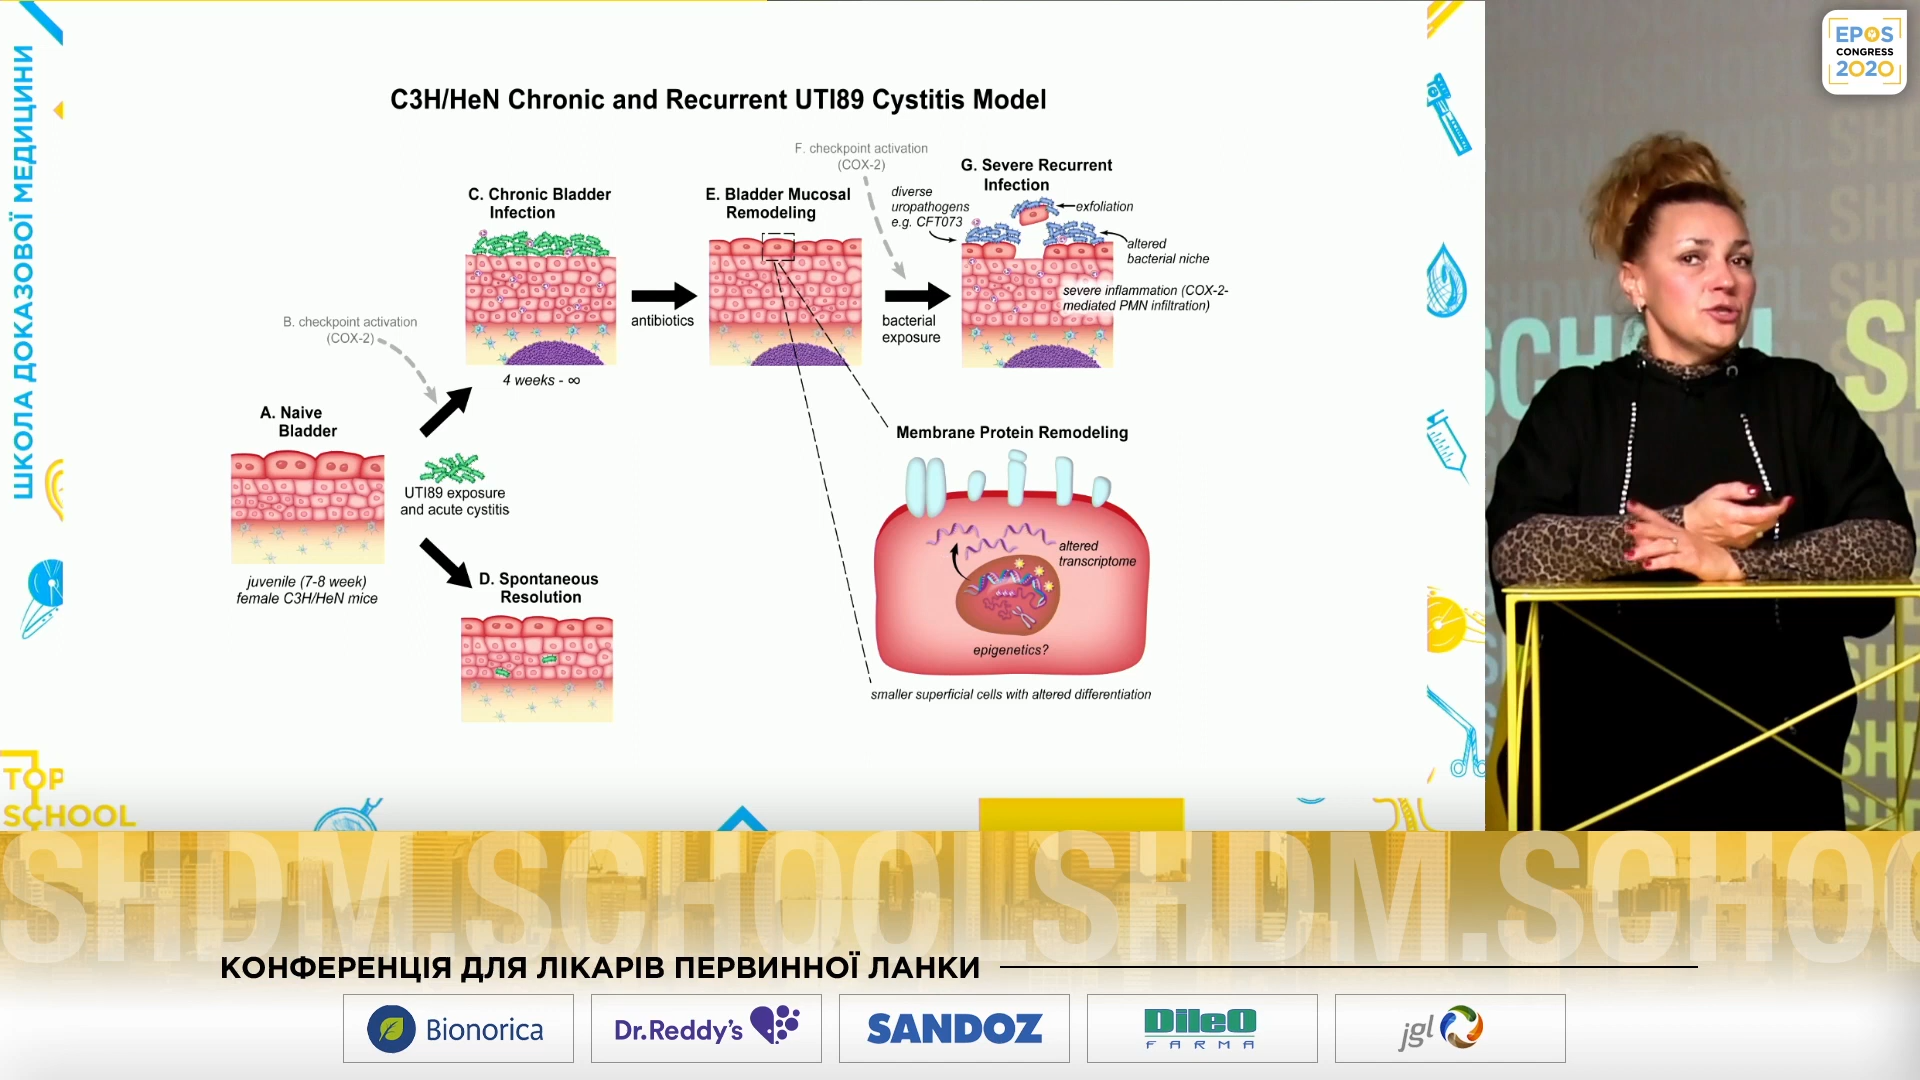 ШКОЛА ДОКАЗОВОЇ МЕДИЦИНИ
C3H/HeN Chronic and Recurrent UTI89 Cystitis Model
F. checkpoint activation
(COX-2)
G. Severe Recurrent
Infection
C. Chronic Bladder
Infection
E. Bladder Mucosal
Remodeling
diverse
uropathogens
e.g. CFT073
exfoliation
altered
bacterial niche
severe inflammation (COX-2-
mediated PMN infiltration)
antibiotics
bacterial
exposure
B. checkpoint activation
(COX-2)
4 weeks - ∞
A. Naive
Bladder
UTI89 exposure
and acute cystitis
juvenile (7-8 week)
female C3H/HeN mice
D. Spontaneous
Resolution
Membrane Protein Remodeling
altered
transcriptome
epigenetics?
smaller superficial cells with altered differentiation
TOP
SCHOOL
EPOS
CONGRESS
2020
SCHOOL
SHDM.SCHOOLSHDM.SCHOO
КОНФЕРЕНЦІЯ ДЛЯ ЛІКАРІВ ПЕРВИННОЇ ЛАНКИ
Bionorica
Dr.Reddy's
SANDOZ
DileO
FARMA
jgl